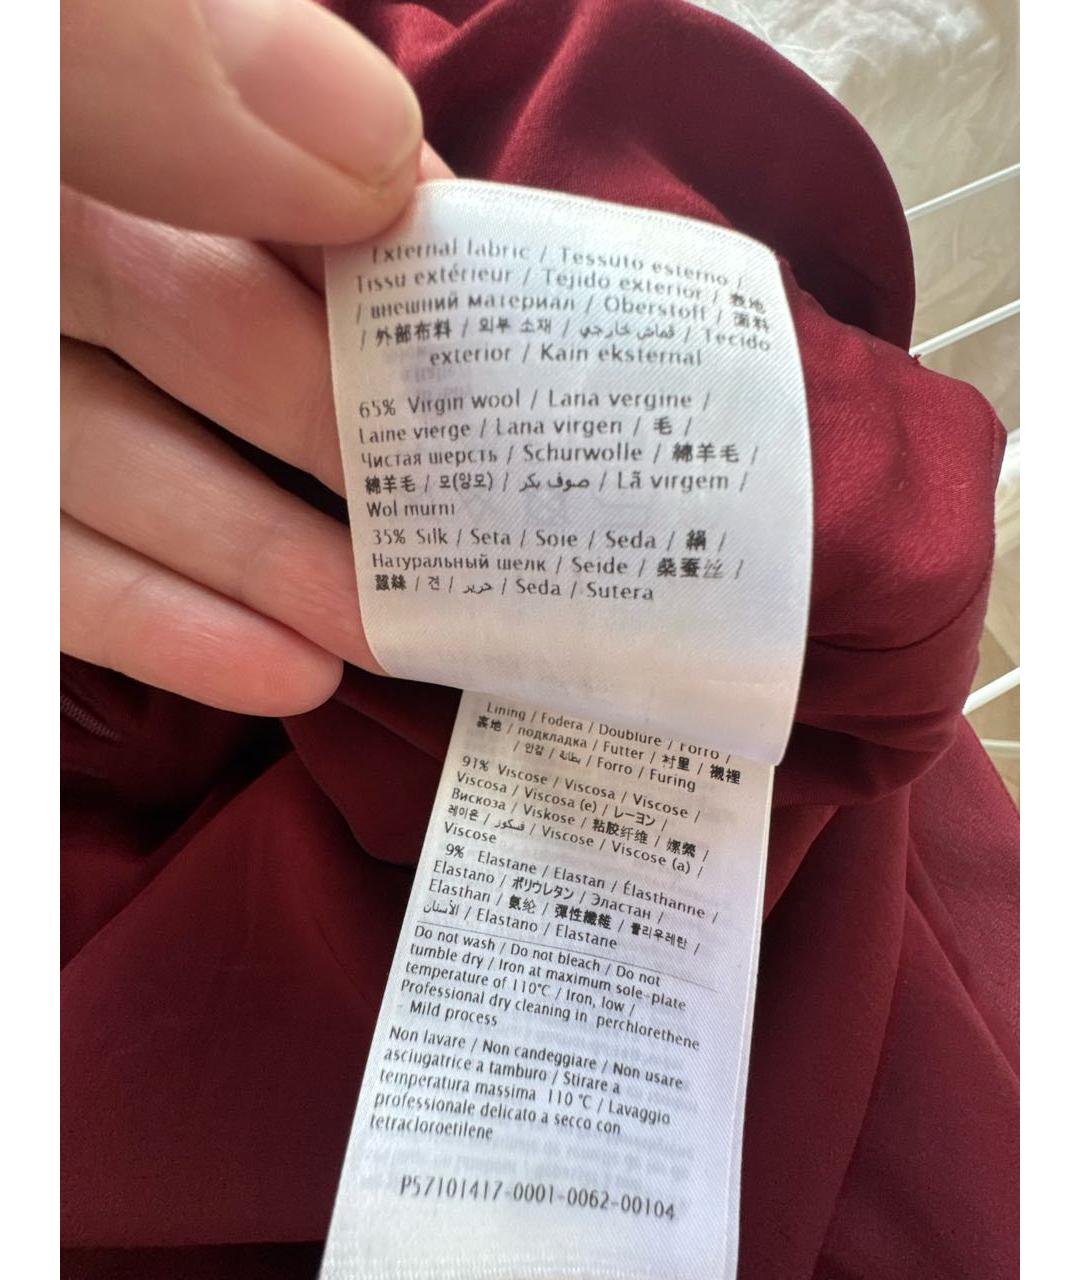 External fabric / Tessuto esterno /
Tissu extérieur / Tejido exterior / 表地
/ внешний материал / Oberstoff / 面料
/ 外部布料 / 외부 소재 / قماش خارجي / Tecido
exterior / Kain eksternal
65% Virgin wool / Lana vergine /
Laine vierge / Lana virgen / 毛 /
Чистая шерсть / Schurwolle / 綿羊毛 /
綿羊毛 / 모(양모) / صوف بكر / Lã virgem /
Wol murni
35% Silk / Seta / Soie / Seda / 絹 /
Натуральный шелк / Seide / 桑蚕丝 /
蠶絲 / 견 / حرير / Seda / Sutera
Lining / Fodera / Doublure / Forro /
裏地 / подкладка / Futter / 衬里 / 襯裡
/ 안감 / بطانة / Forro / Furing
91% Viscose / Viscosa / Viscose /
Viscosa / Viscosa (e) / レーヨン /
Вискоза / Viskose / 粘胶纤维 / 嫘縈 /
레이온 / فسكوز / Viscose / Viscose (a) /
Viscose
9% Elastane / Elastan / Élasthanne /
Elastano / ポリウレタン / Эластан /
Elasthan / 氨纶 / 彈性纖維 / 폴리우레탄 /
الأستان / Elastano / Elastane
Do not wash / Do not bleach / Do not
tumble dry / Iron at maximum sole-plate
temperature of 110°C / Iron, low /
Professional dry cleaning in perchlorethene
- Mild process
Non lavare / Non candeggiare / Non usare
asciugatrice a tamburo / Stirare a
temperatura massima 110 °C / Lavaggio
professionale delicato a secco con
tetracloroetilene
P57101417-0001-0062-00104